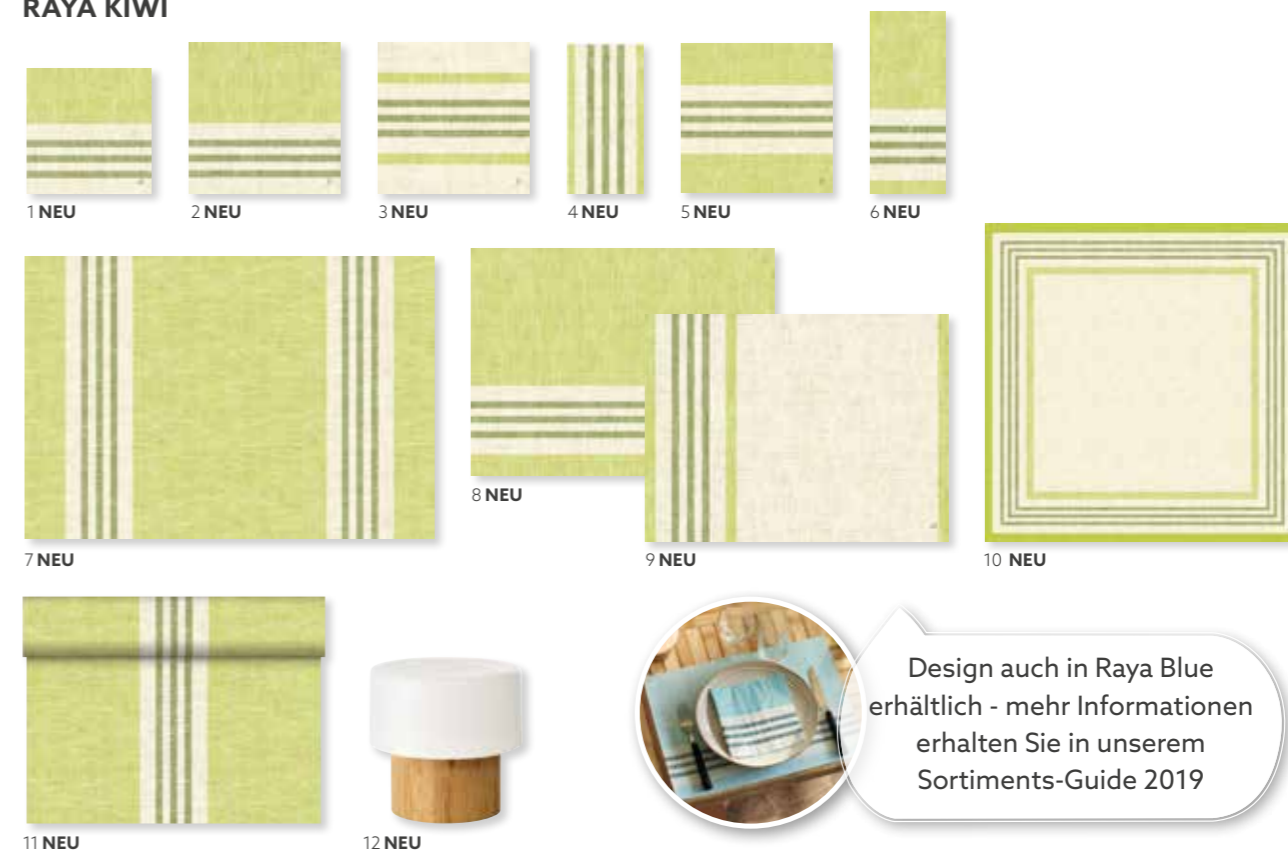 RAYA KIWI
1 NEU
2 NEU
3 NEU
4 NEU
5 NEU
6 NEU
7 NEU
8 NEU
9 NEU
10 NEU
11 NEU
12 NEU
Design auch in Raya Blue
erhältlich - mehr Informationen
erhalten Sie in unserem
Sortiments-Guide 2019